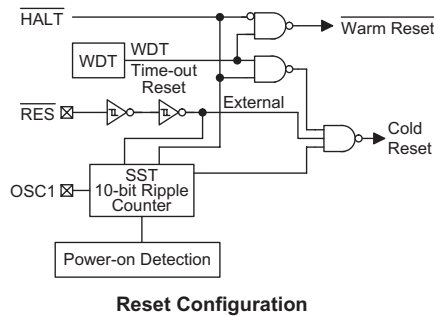 HALT
Warm Reset
WDT
WDT
Time-out
Reset
RES
External
Cold
Reset
SST
10-bit Ripple
Counter
OSC1
Power-on Detection
Reset Configuration